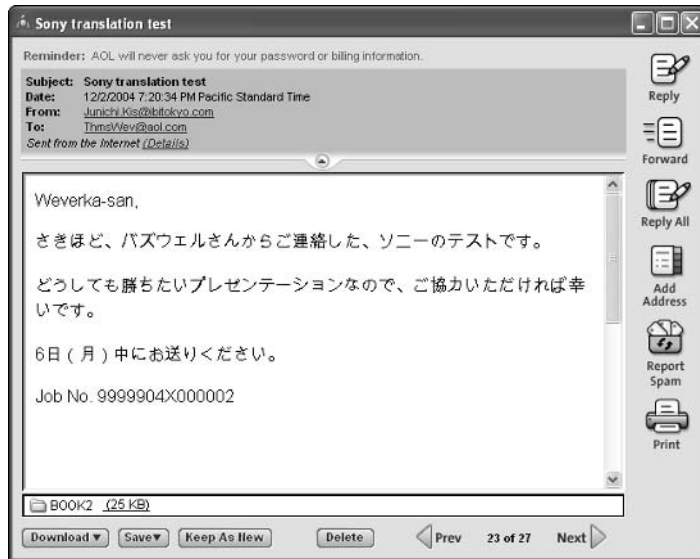 Sony translation test
Reminder: AOL will never ask you for your password or billing information.
Subject: Sony translation test
Date: 12/2/2004 7:20:34 PM Pacific Standard Time
From: Junichi.Kis@ibitokyo.com
To: ThmsWev@aol.com
Sent from the Internet (Details)
Weverka-san,
さきほど、バズウェルさんからご連絡した、ソニーのテストです。
どうしても勝ちたいプレゼンテーションなので、ご協力いただければ幸
いです。
6日(月)中にお送りください。
Job No. 9999904X000002
BOOK2 (25 KB)
Download Save Keep As New Delete Prev 23 of 27 Next
Reply
Forward
Reply All
Add
Address
Report
Spam
Print